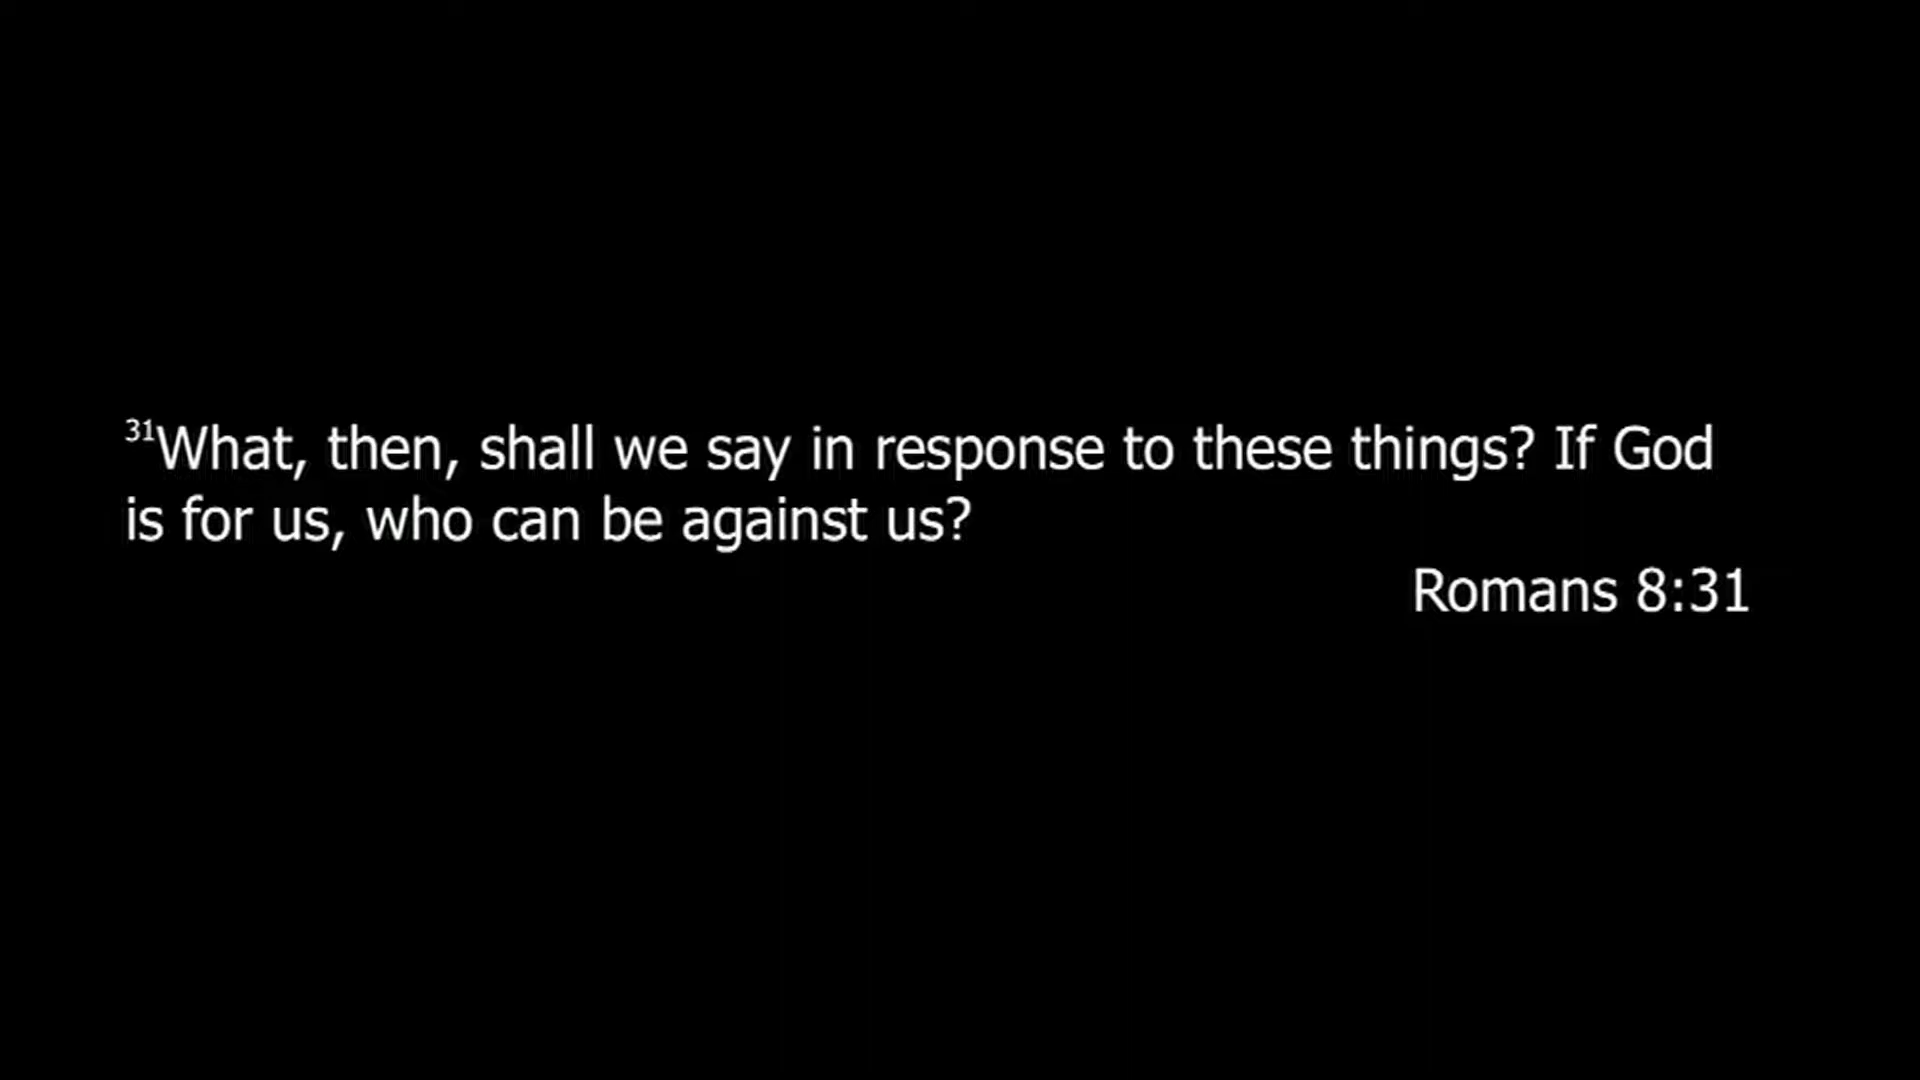 ³¹What, then, shall we say in response to these things? If God
is for us, who can be against us?
Romans 8:31